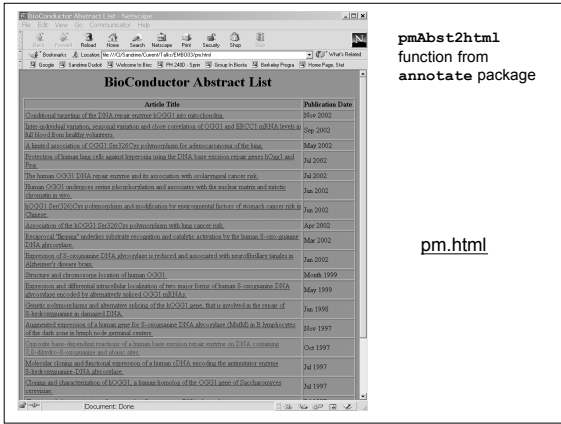 BioConductor Abstract List - Netscape
File Edit View Go Communicator Help
Back Forward Reload Home Search Netscape Print Security Shop Stop
Bookmarks Location: file:///C|/Sandrine/Current/Talks/EMBO03/pm.html What's Related
Google Sandrine Dudoit Welcome to Bioc PH 240D - Sprin Group In Biosta Berkeley Progra Home Page, Stat
BioConductor Abstract List
Article Title Publication Date
Conditional targeting of the DNA repair enzyme hOGG1 into mitochondria. Nov 2002
Inter-individual variation, seasonal variation and close correlation of OGG1 and ERCC1 mRNA levels in
full blood from healthy volunteers. Sep 2002
A limited association of OGG1 Ser326Cys polymorphism for adenocarcinoma of the lung. May 2002
Protection of human lung cells against hyperoxia using the DNA base excision repair genes hOgg1 and
Fpg. Jul 2002
The human OGG1 DNA repair enzyme and its association with orolaryngeal cancer risk. Jul 2002
Human OGG1 undergoes serine phosphorylation and associates with the nuclear matrix and mitotic
chromatin in vivo. Jun 2002
hOGG1 Ser(326)Cys polymorphism and modification by environmental factors of stomach cancer risk in
Chinese. Jun 2002
Association of the hOGG1 Ser326Cys polymorphism with lung cancer risk. Apr 2002
Reciprocal "flipping" underlies substrate recognition and catalytic activation by the human 8-oxo-guanine
DNA glycosylase. Mar 2002
Expression of 8-oxoguanine DNA glycosylase is reduced and associated with neurofibrillary tangles in
Alzheimer's disease brain. Jan 2002
Structure and chromosome location of human OGG1. Month 1999
Expression and differential intracellular localization of two major forms of human 8-oxoguanine DNA
glycosylase encoded by alternatively spliced OGG1 mRNAs. May 1999
Genetic polymorphisms and alternative splicing of the hOGG1 gene, that is involved in the repair of
8-hydroxyguanine in damaged DNA. Jun 1998
Augmented expression of a human gene for 8-oxoguanine DNA glycosylase (MutM) in B lymphocytes
of the dark zone in lymph node germinal centers. Nov 1997
Opposite base-dependent reactions of a human base excision repair enzyme on DNA containing
7,8-dihydro-8-oxoguanine and abasic sites. Oct 1997
Molecular cloning and functional expression of a human cDNA encoding the antimutator enzyme
8-hydroxyguanine-DNA glycosylase. Jul 1997
Cloning and characterization of hOGG1, a human homolog of the OGG1 gene of Saccharomyces
cerevisiae. Jul 1997
Document: Done
pmAbst2html
function from
annotate package
pm.html